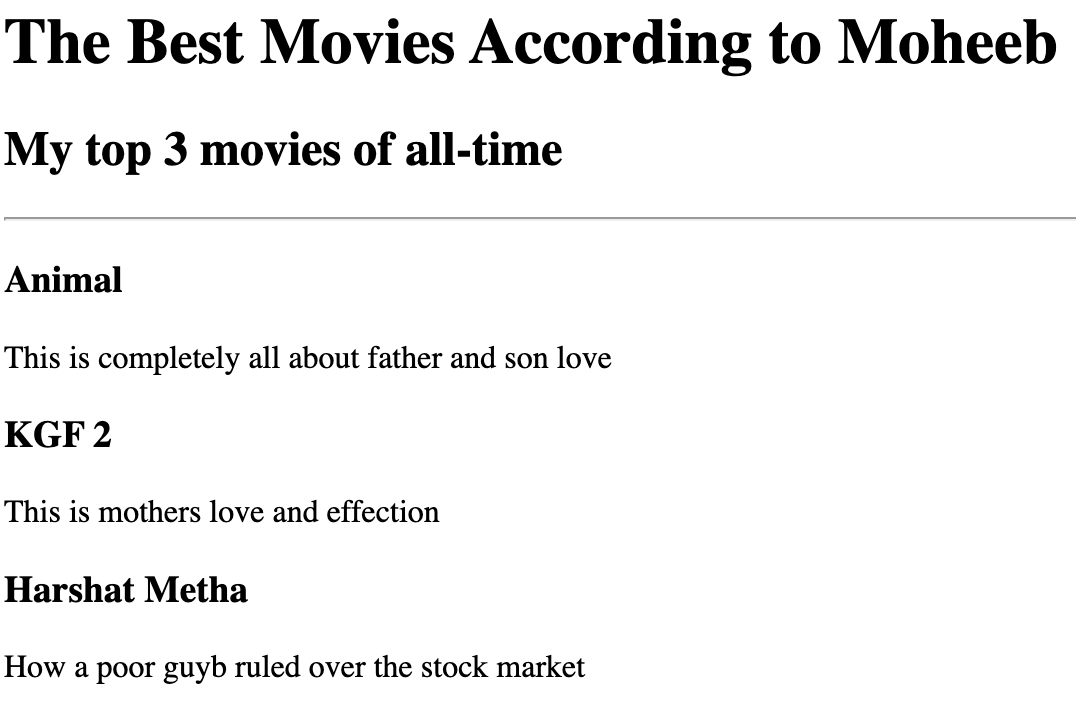 The Best Movies According to Moheeb
My top 3 movies of all-time
Animal
This is completely all about father and son love
KGF 2
This is mothers love and effection
Harshat Metha
How a poor guyb ruled over the stock market